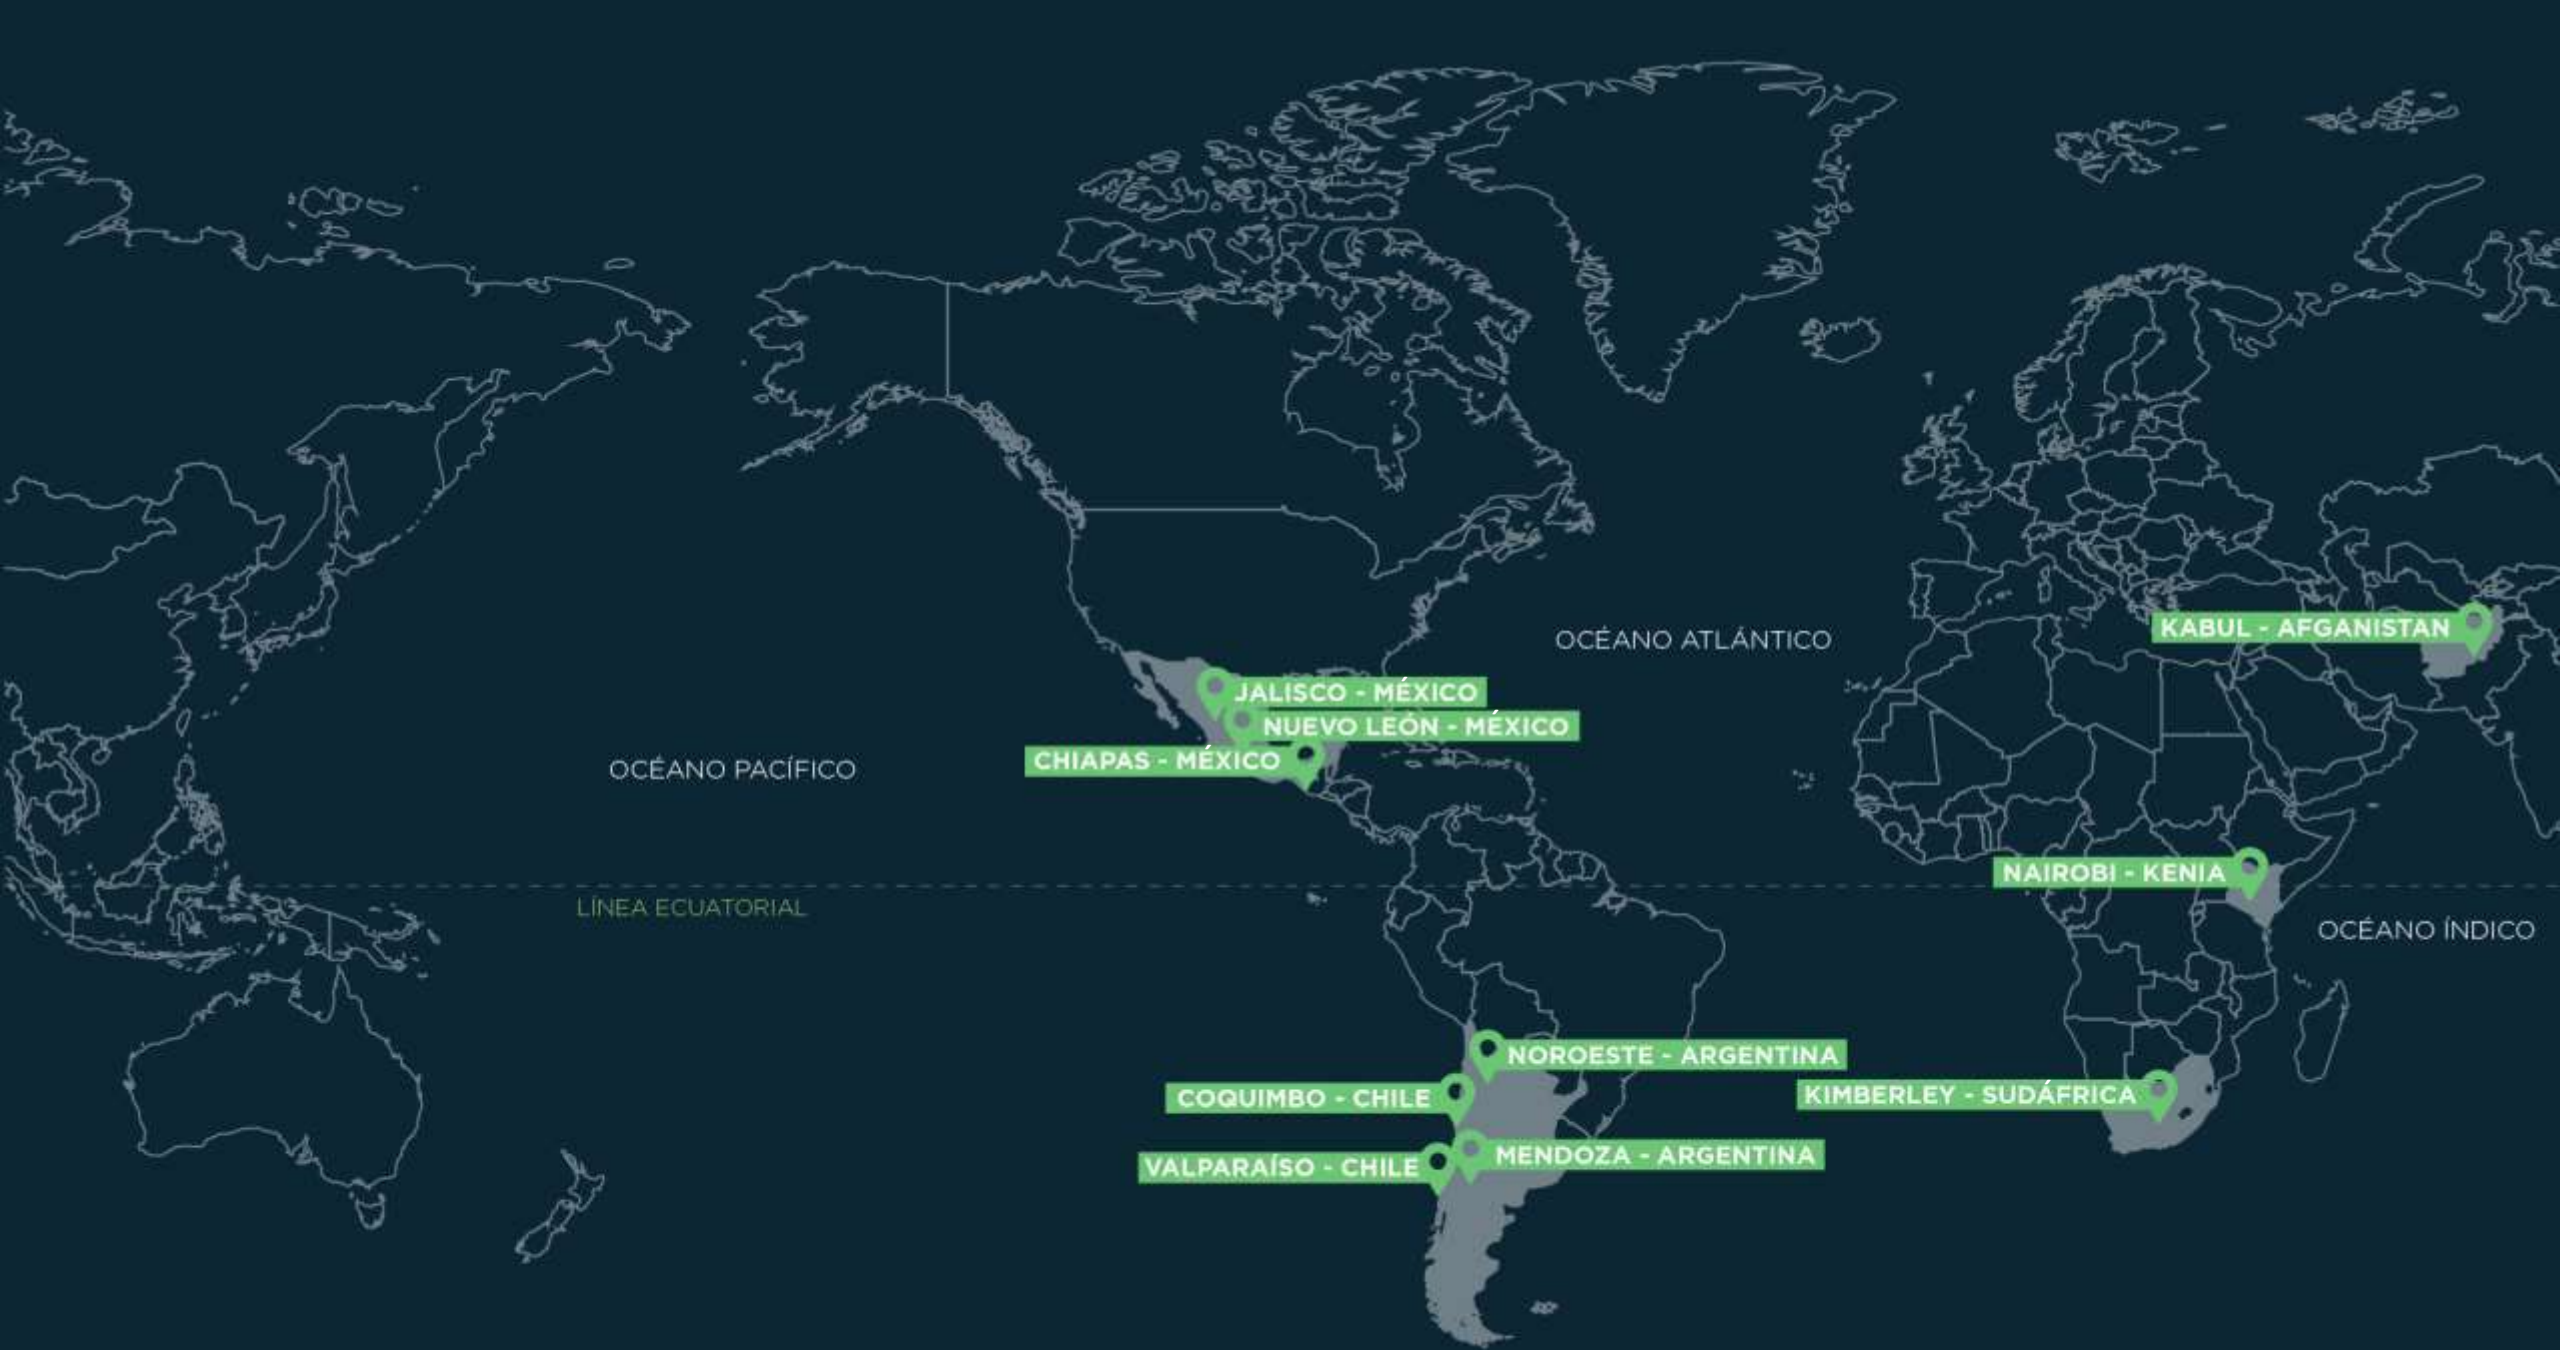 OCÉANO ATLÁNTICO
KABUL - AFGANISTAN
JALISCO - MÉXICO
NUEVO LEÓN - MÉXICO
CHIAPAS - MÉXICO
OCÉANO PACÍFICO
NAIROBI - KENIA
LÍNEA ECUATORIAL
OCÉANO ÍNDICO
NOROESTE - ARGENTINA
COQUIMBO - CHILE
KIMBERLEY - SUDÁFRICA
MENDOZA - ARGENTINA
VALPARAÍSO - CHILE